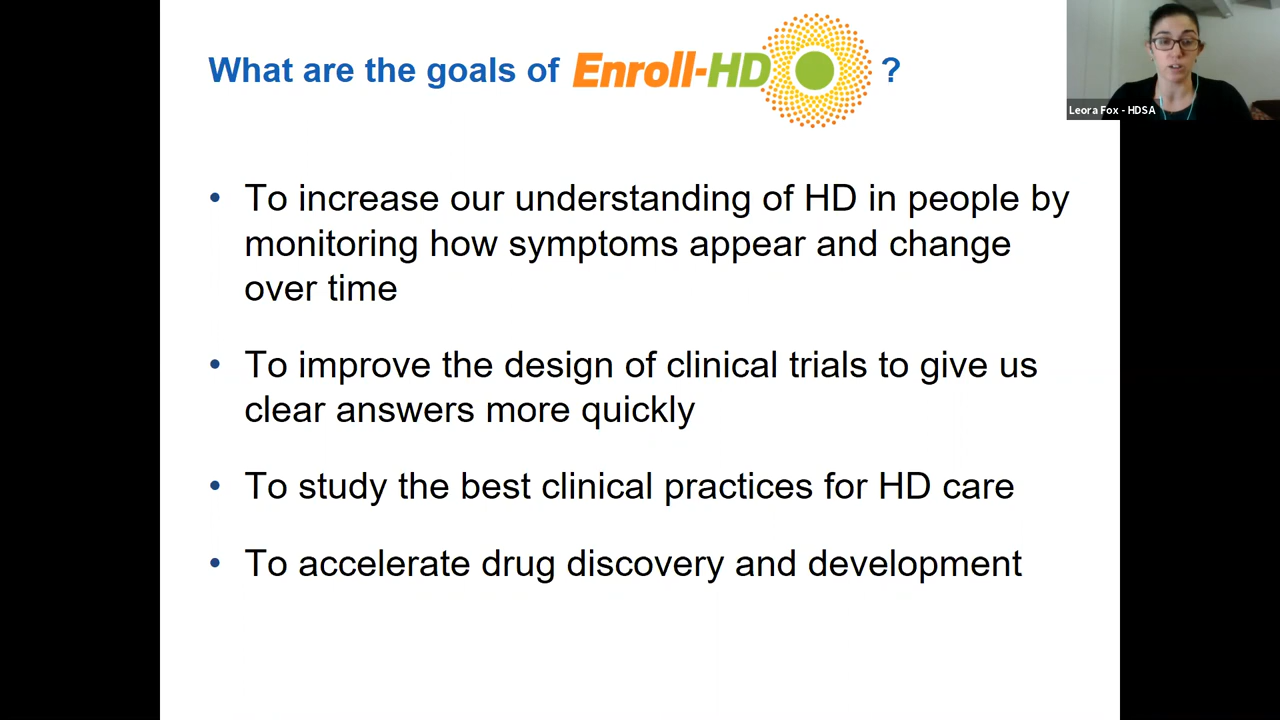 What are the goals of Enroll-HD ?
Leora Fox - HDSA
• To increase our understanding of HD in people by
monitoring how symptoms appear and change
over time
• To improve the design of clinical trials to give us
clear answers more quickly
• To study the best clinical practices for HD care
• To accelerate drug discovery and development